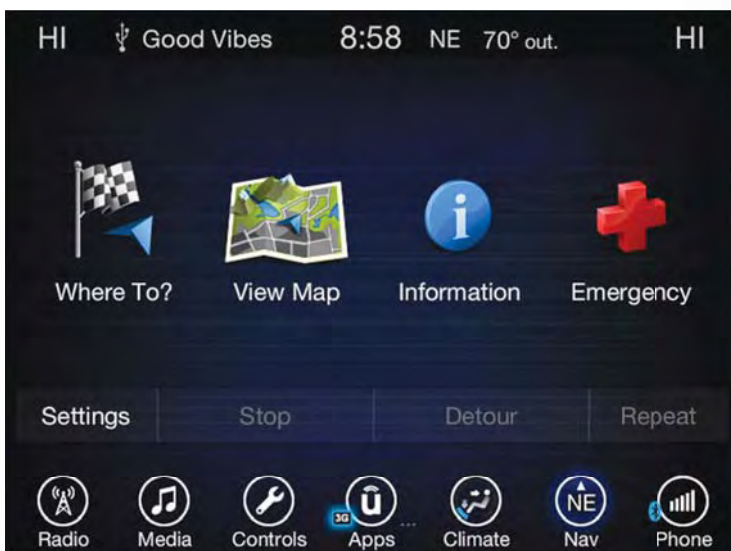 HI Good Vibes 8:58 NE 70° out. HI
Where To? View Map Information Emergency
Settings Stop Detour Repeat
NE
3G
Radio Media Controls Apps Climate Nav Phone